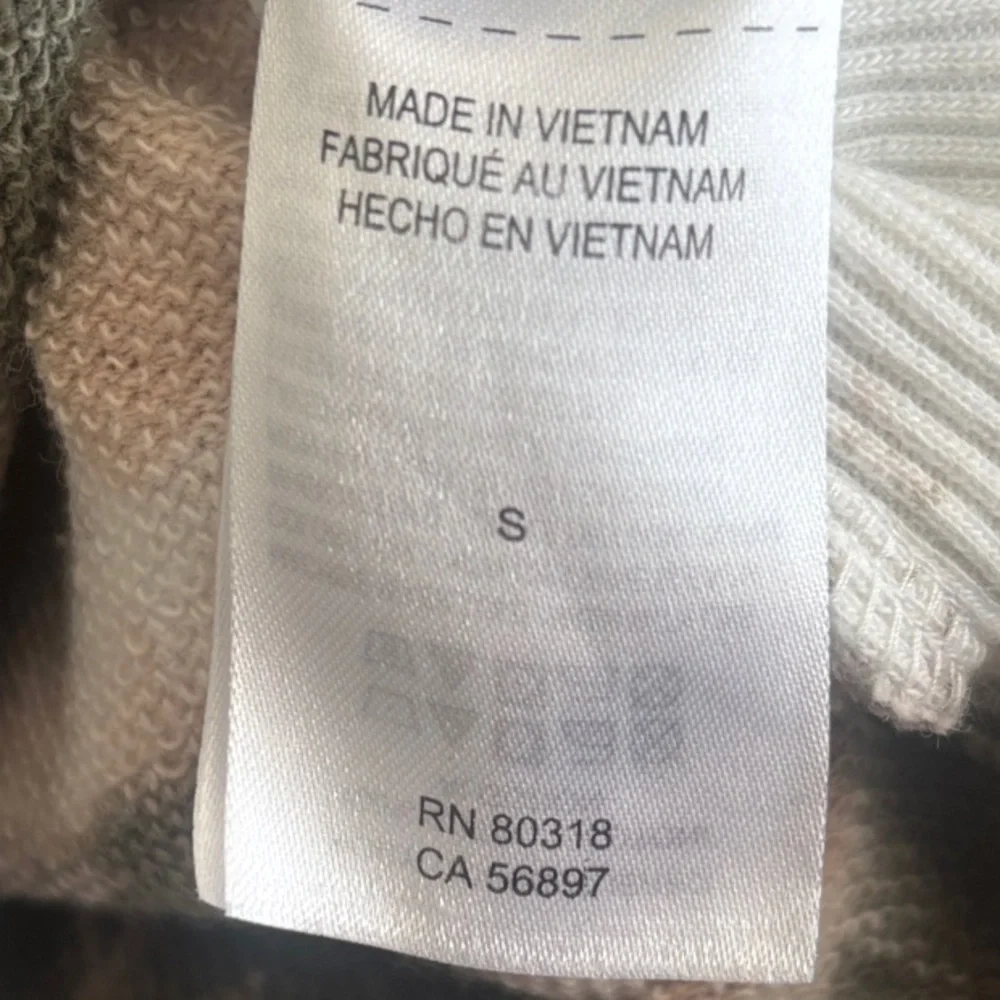 MADE IN VIETNAM
FABRIQUÉ AU VIETNAM
HECHO EN VIETNAM
S
RN 80318
CA 56897